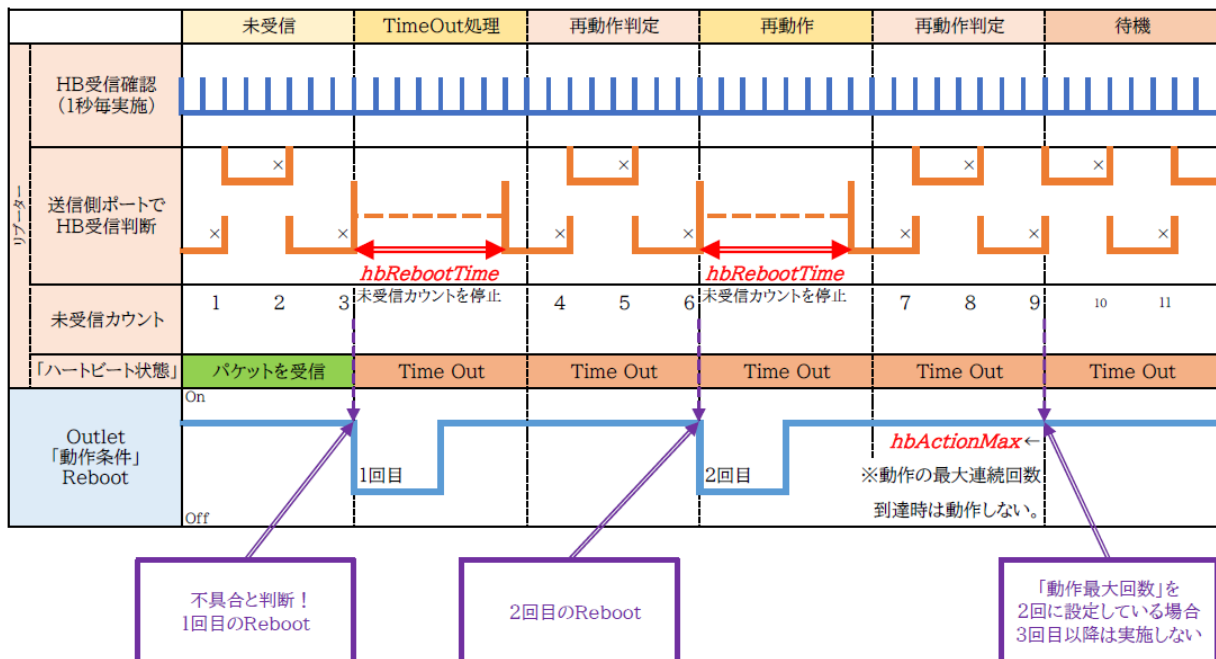 未受信
TimeOut処理
再動作判定
再動作
再動作判定
待機
リブーター
HB受信確認
(1秒毎実施)
送信側ポートで
HB受信判断
×
×
×
×
×
×
×
×
×
×
×
×
hbRebootTime
hbRebootTime
未受信カウント
1
2
3
未受信カウントを停止
4
5
6
未受信カウントを停止
7
8
9
10
11
「ハートビート状態」
パケットを受信
Time Out
Time Out
Time Out
Time Out
Time Out
Outlet
「動作条件」
Reboot
On
Off
1回目
2回目
hbActionMax←
※動作の最大連続回数
到達時は動作しない。
不具合と判断！
1回目のReboot
2回目のReboot
「動作最大回数」を
2回に設定している場合
3回目以降は実施しない